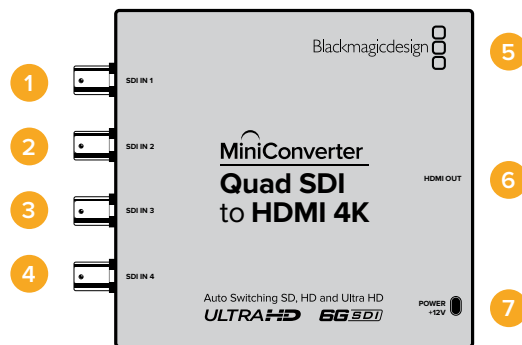 Blackmagicdesign
5
1
SDI IN 1
2
SDI IN 2
MiniConverter
Quad SDI
to HDMI 4K
HDMI OUT
6
3
SDI IN 3
4
SDI IN 4
Auto Switching SD, HD and Ultra HD
ULTRA HD 6G SDI
POWER
+12V
7